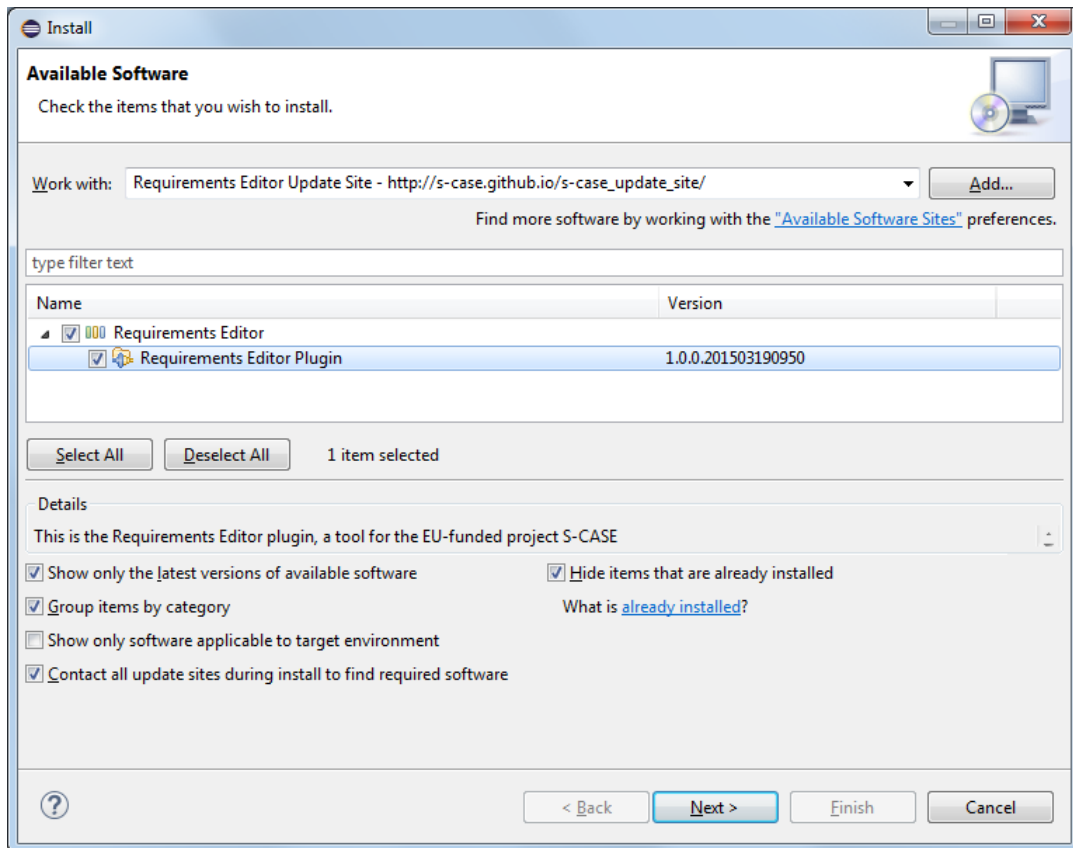 Install
Available Software
Check the items that you wish to install.
Work with: Requirements Editor Update Site - http://s-case.github.io/s-case_update_site/ Add...
Find more software by working with the "Available Software Sites" preferences.
type filter text
Name Version
Requirements Editor
Requirements Editor Plugin 1.0.0.201503190950
Select All Deselect All 1 item selected
Details
This is the Requirements Editor plugin, a tool for the EU-funded project S-CASE
Show only the latest versions of available software Hide items that are already installed
Group items by category What is already installed?
Show only software applicable to target environment
Contact all update sites during install to find required software
? < Back Next > Finish Cancel